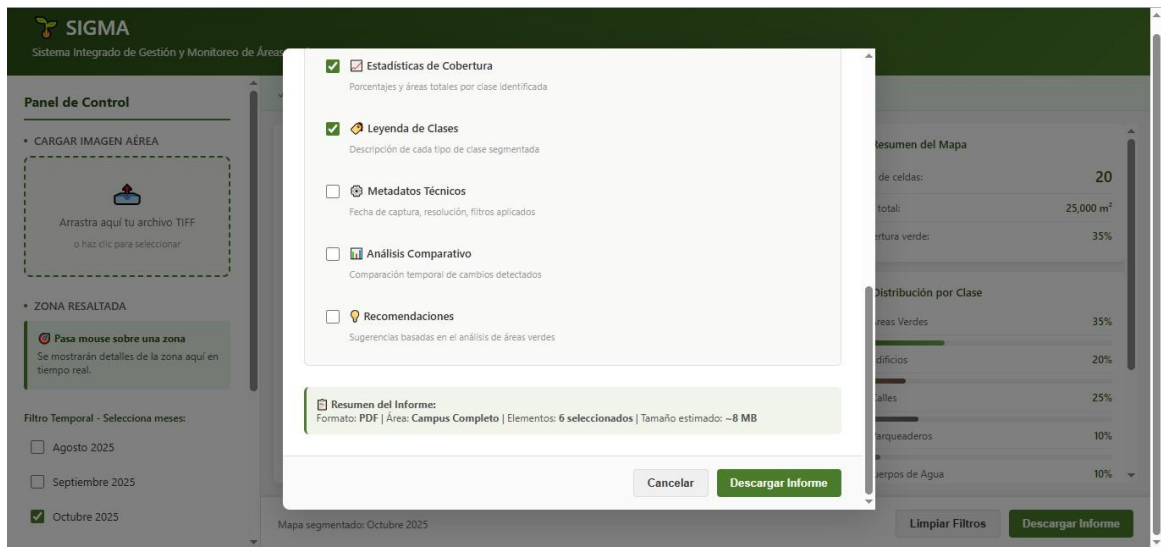 SIGMA
Sistema Integrado de Gestión y Monitoreo de Áreas
Panel de Control
• CARGAR IMAGEN AÉREA
Arrastra aquí tu archivo TIFF
o haz clic para seleccionar
• ZONA RESALTADA
Pasa mouse sobre una zona
Se mostrarán detalles de la zona aquí en
tiempo real.
Filtro Temporal - Selecciona meses:
Agosto 2025
Septiembre 2025
Octubre 2025
Estadísticas de Cobertura
Porcentajes y áreas totales por clase identificada
Leyenda de Clases
Descripción de cada tipo de clase segmentada
Metadatos Técnicos
Fecha de captura, resolución, filtros aplicados
Análisis Comparativo
Comparación temporal de cambios detectados
Recomendaciones
Sugerencias basadas en el análisis de áreas verdes
Resumen del Informe:
Formato: PDF | Área: Campus Completo | Elementos: 6 seleccionados | Tamaño estimado: ~8 MB
Cancelar
Descargar Informe
Resumen del Mapa
de celdas: 20
total: 25,000 m²
ertura verde: 35%
Distribución por Clase
Áreas Verdes 35%
dificios 20%
Calles 25%
Parqueaderos 10%
uerpos de Agua 10%
Mapa segmentado: Octubre 2025
Limpiar Filtros
Descargar Informe